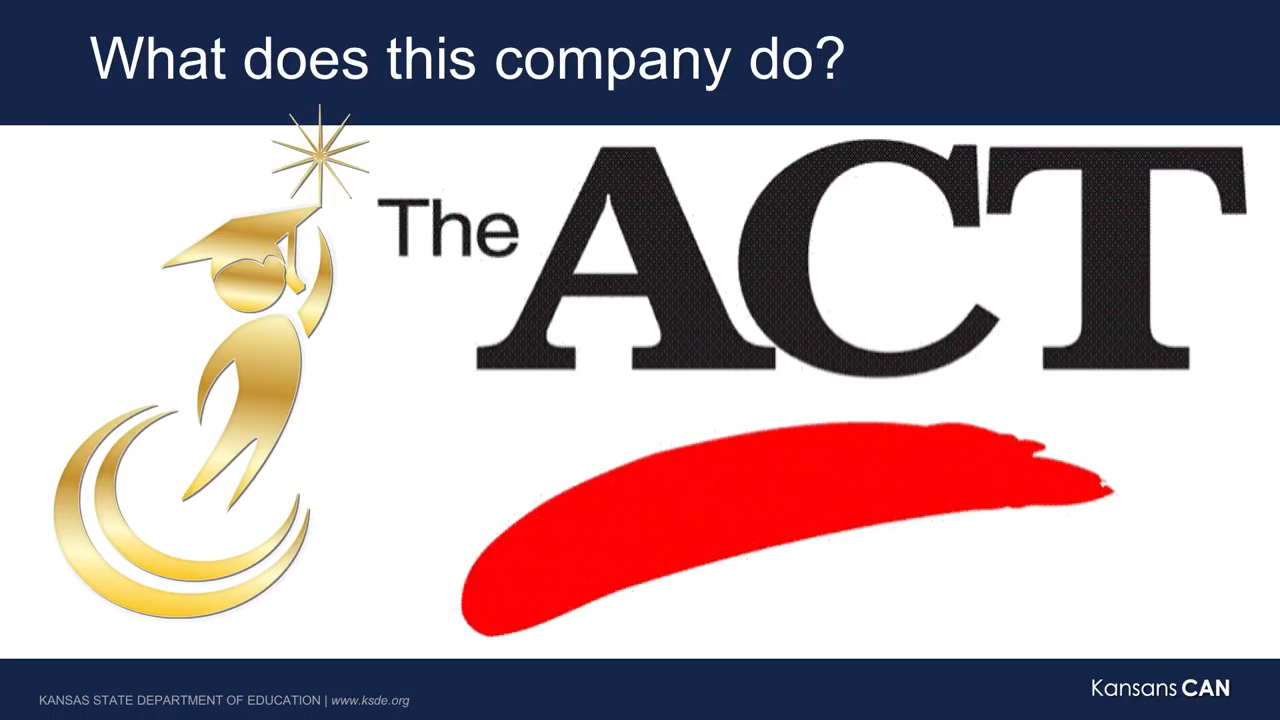 What does this company do?
The ACT
KANSAS STATE DEPARTMENT OF EDUCATION | www.ksde.org
Kansans CAN